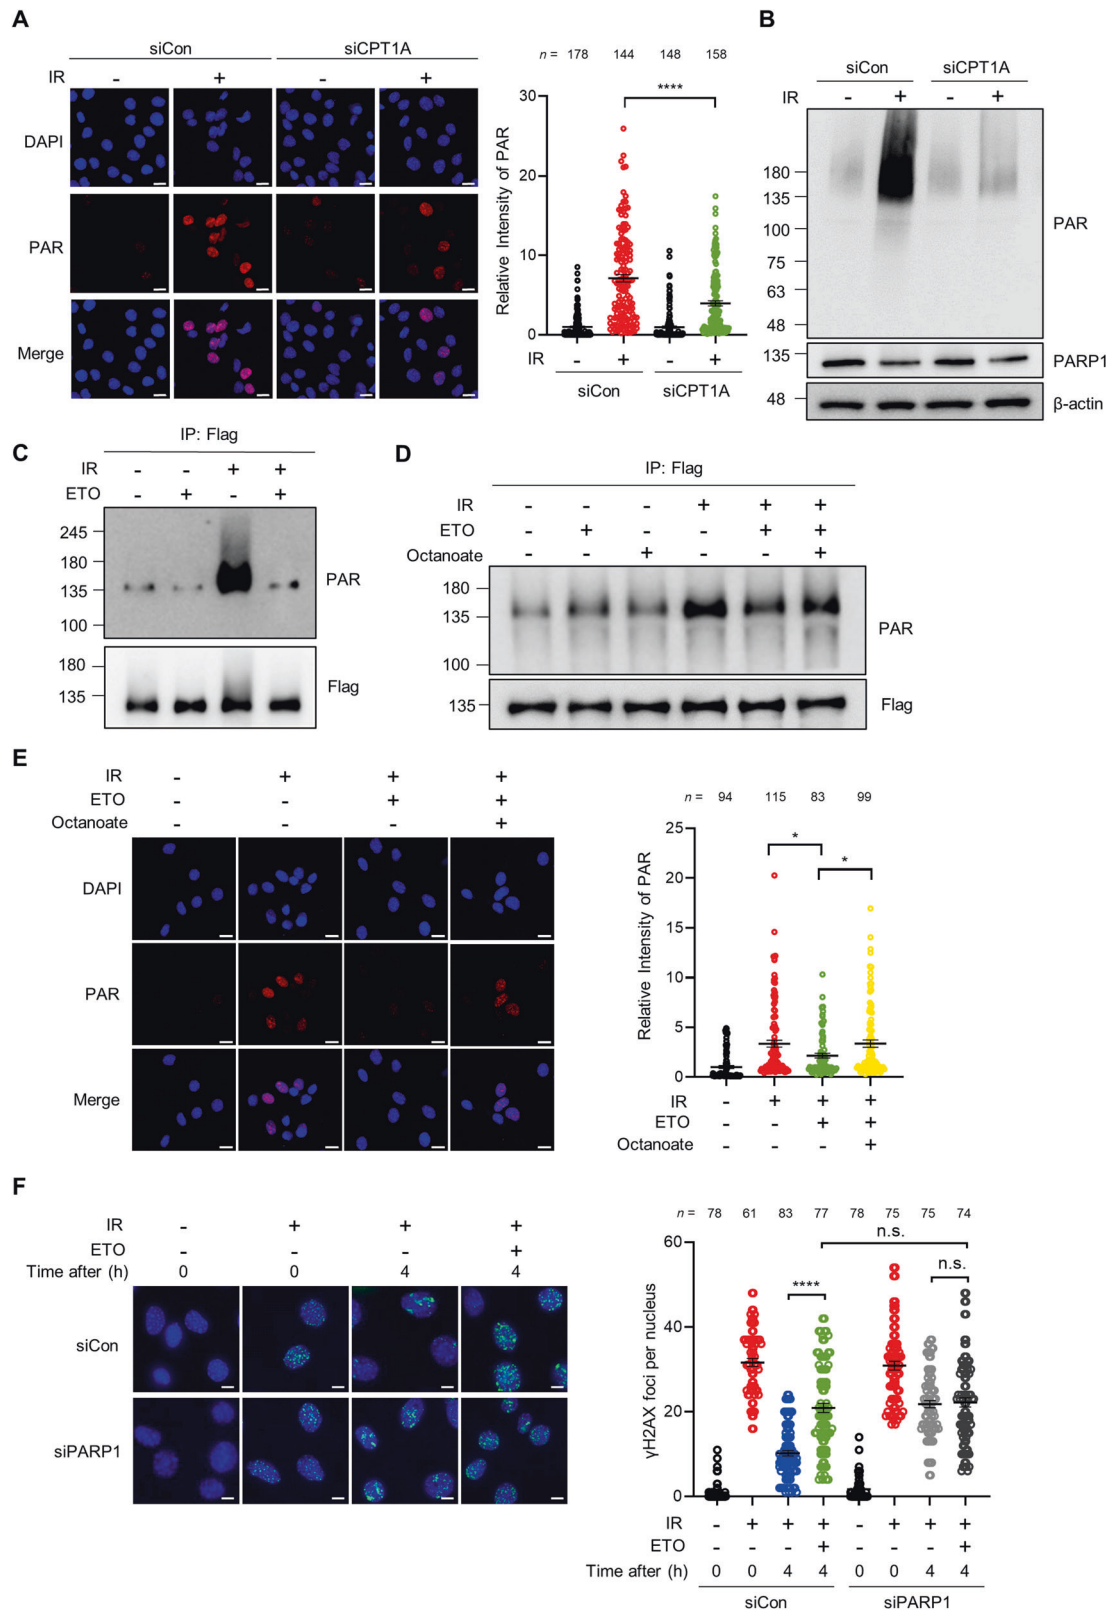 A
siCon siCPT1A
IR - + - +
DAPI
PAR
Merge
n = 178 144 148 158
****
30
20
10
0
Relative Intensity of PAR
IR - + - +
siCon siCPT1A
B
siCon siCPT1A
IR - + - +
180
135
100
75
63
48
PAR
135
PARP1
48
β-actin
C
IP: Flag
IR - - + +
ETO - + - +
245
180
135
100
PAR
180
135
Flag
D
IP: Flag
IR - - - + + +
ETO - + - - + +
Octanoate - - + - - +
180
135
100
PAR
135
Flag
E
IR - + + +
ETO - - + +
Octanoate - - - +
DAPI
PAR
Merge
n = 94 115 83 99
* *
25
20
15
10
5
0
Relative Intensity of PAR
IR - + + +
ETO - - + +
Octanoate - - - +
F
IR - + + +
ETO - - - +
Time after (h) 0 0 4 4
siCon
siPARP1
n = 78 61 83 77 78 75 75 74
n.s.
n.s.
****
60
40
20
0
γH2AX foci per nucleus
IR - + + + - + + +
ETO - - - + - - - +
Time after (h) 0 0 4 4 0 0 4 4
siCon siPARP1